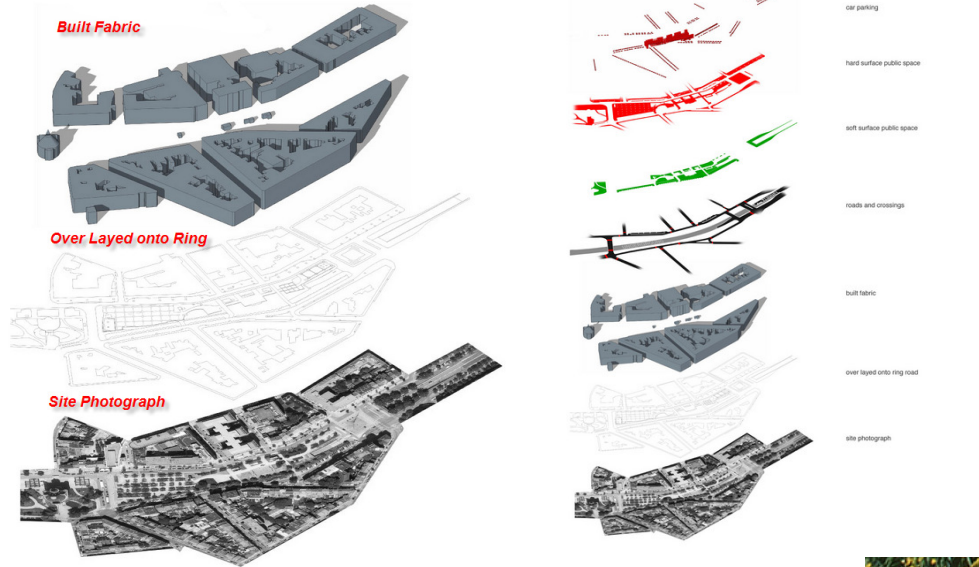 Built Fabric
Over Layed onto Ring
Site Photograph
car parking
hard surface public space
soft surface public space
roads and crossings
built fabric
over layed onto ring road
site photograph